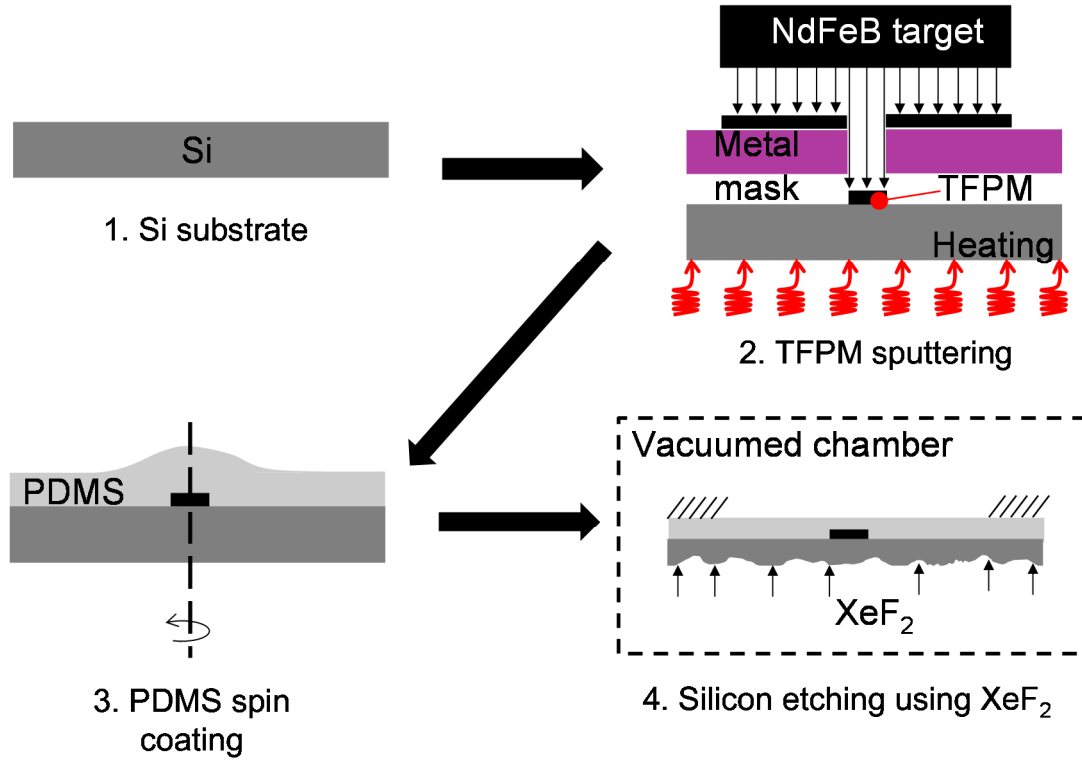 Si
1. Si substrate
NdFeB target
Metal
mask
TFPM
Heating
2. TFPM sputtering
PDMS
3. PDMS spin
coating
Vacuumed chamber
XeF₂
4. Silicon etching using XeF₂